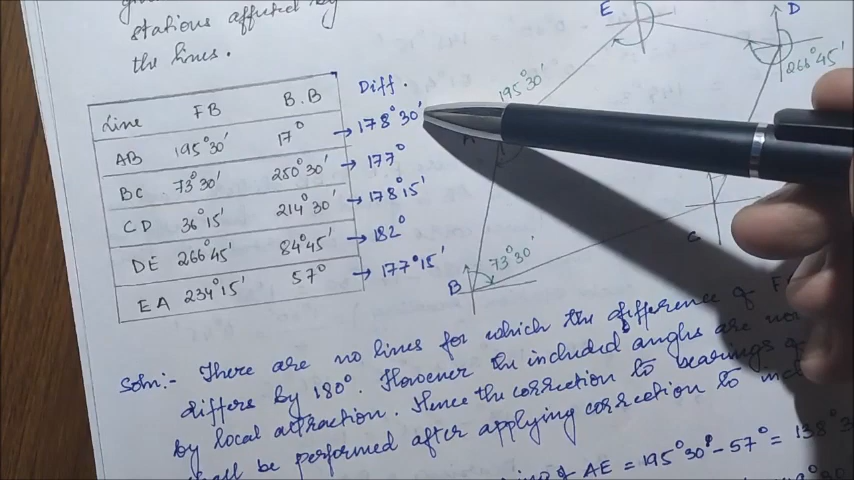 stations affected by
the lines.
Line FB B.B Diff.
AB 195°30' 17° → 178°30'
BC 73°30' 250°30' → 177°
CD 36°15' 214°30' → 178°15'
DE 266°45' 84°45' → 182°
EA 234°15' 57° → 177°15'
E
D
266°45'
195°30'
B 73°30'
C
Soln:- There are no lines for which the difference of F
differs by 180°. However the included angles are
by local attraction. Hence the correction to bearings
shall be performed after applying correction to
of AE = 195°30' - 57° = 138°3